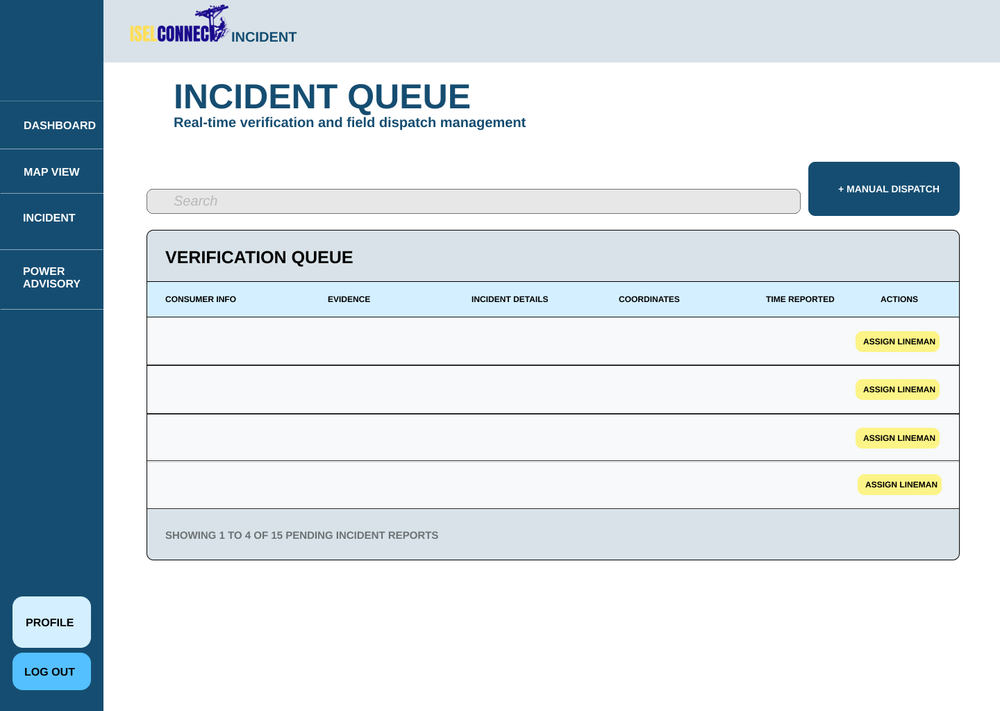 ISELCONNECT INCIDENT
INCIDENT QUEUE
Real-time verification and field dispatch management
DASHBOARD
MAP VIEW
INCIDENT
POWER
ADVISORY
PROFILE
LOG OUT
Search
+ MANUAL DISPATCH
VERIFICATION QUEUE
CONSUMER INFO EVIDENCE INCIDENT DETAILS COORDINATES TIME REPORTED ACTIONS
ASSIGN LINEMAN
ASSIGN LINEMAN
ASSIGN LINEMAN
ASSIGN LINEMAN
SHOWING 1 TO 4 OF 15 PENDING INCIDENT REPORTS